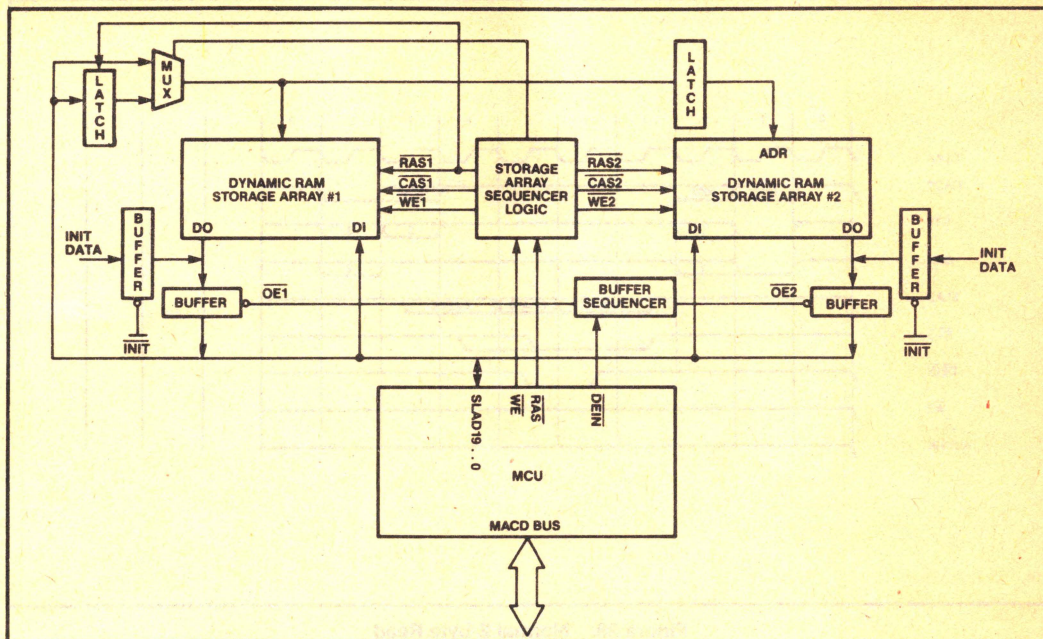 LATCH
MUX
LATCH
DYNAMIC RAM
STORAGE ARRAY #1
DO
DI
RAS1
CAS1
WE1
STORAGE
ARRAY
SEQUENCER
LOGIC
RAS2
CAS2
WE2
ADR
DYNAMIC RAM
STORAGE ARRAY #2
DI
DO
INIT
DATA
BUFFER
INIT
BUFFER
OE1
BUFFER
SEQUENCER
OE2
BUFFER
BUFFER
INIT
DATA
INIT
SLAD19...0
WE
RAS
DEIN
MCU
MACD BUS